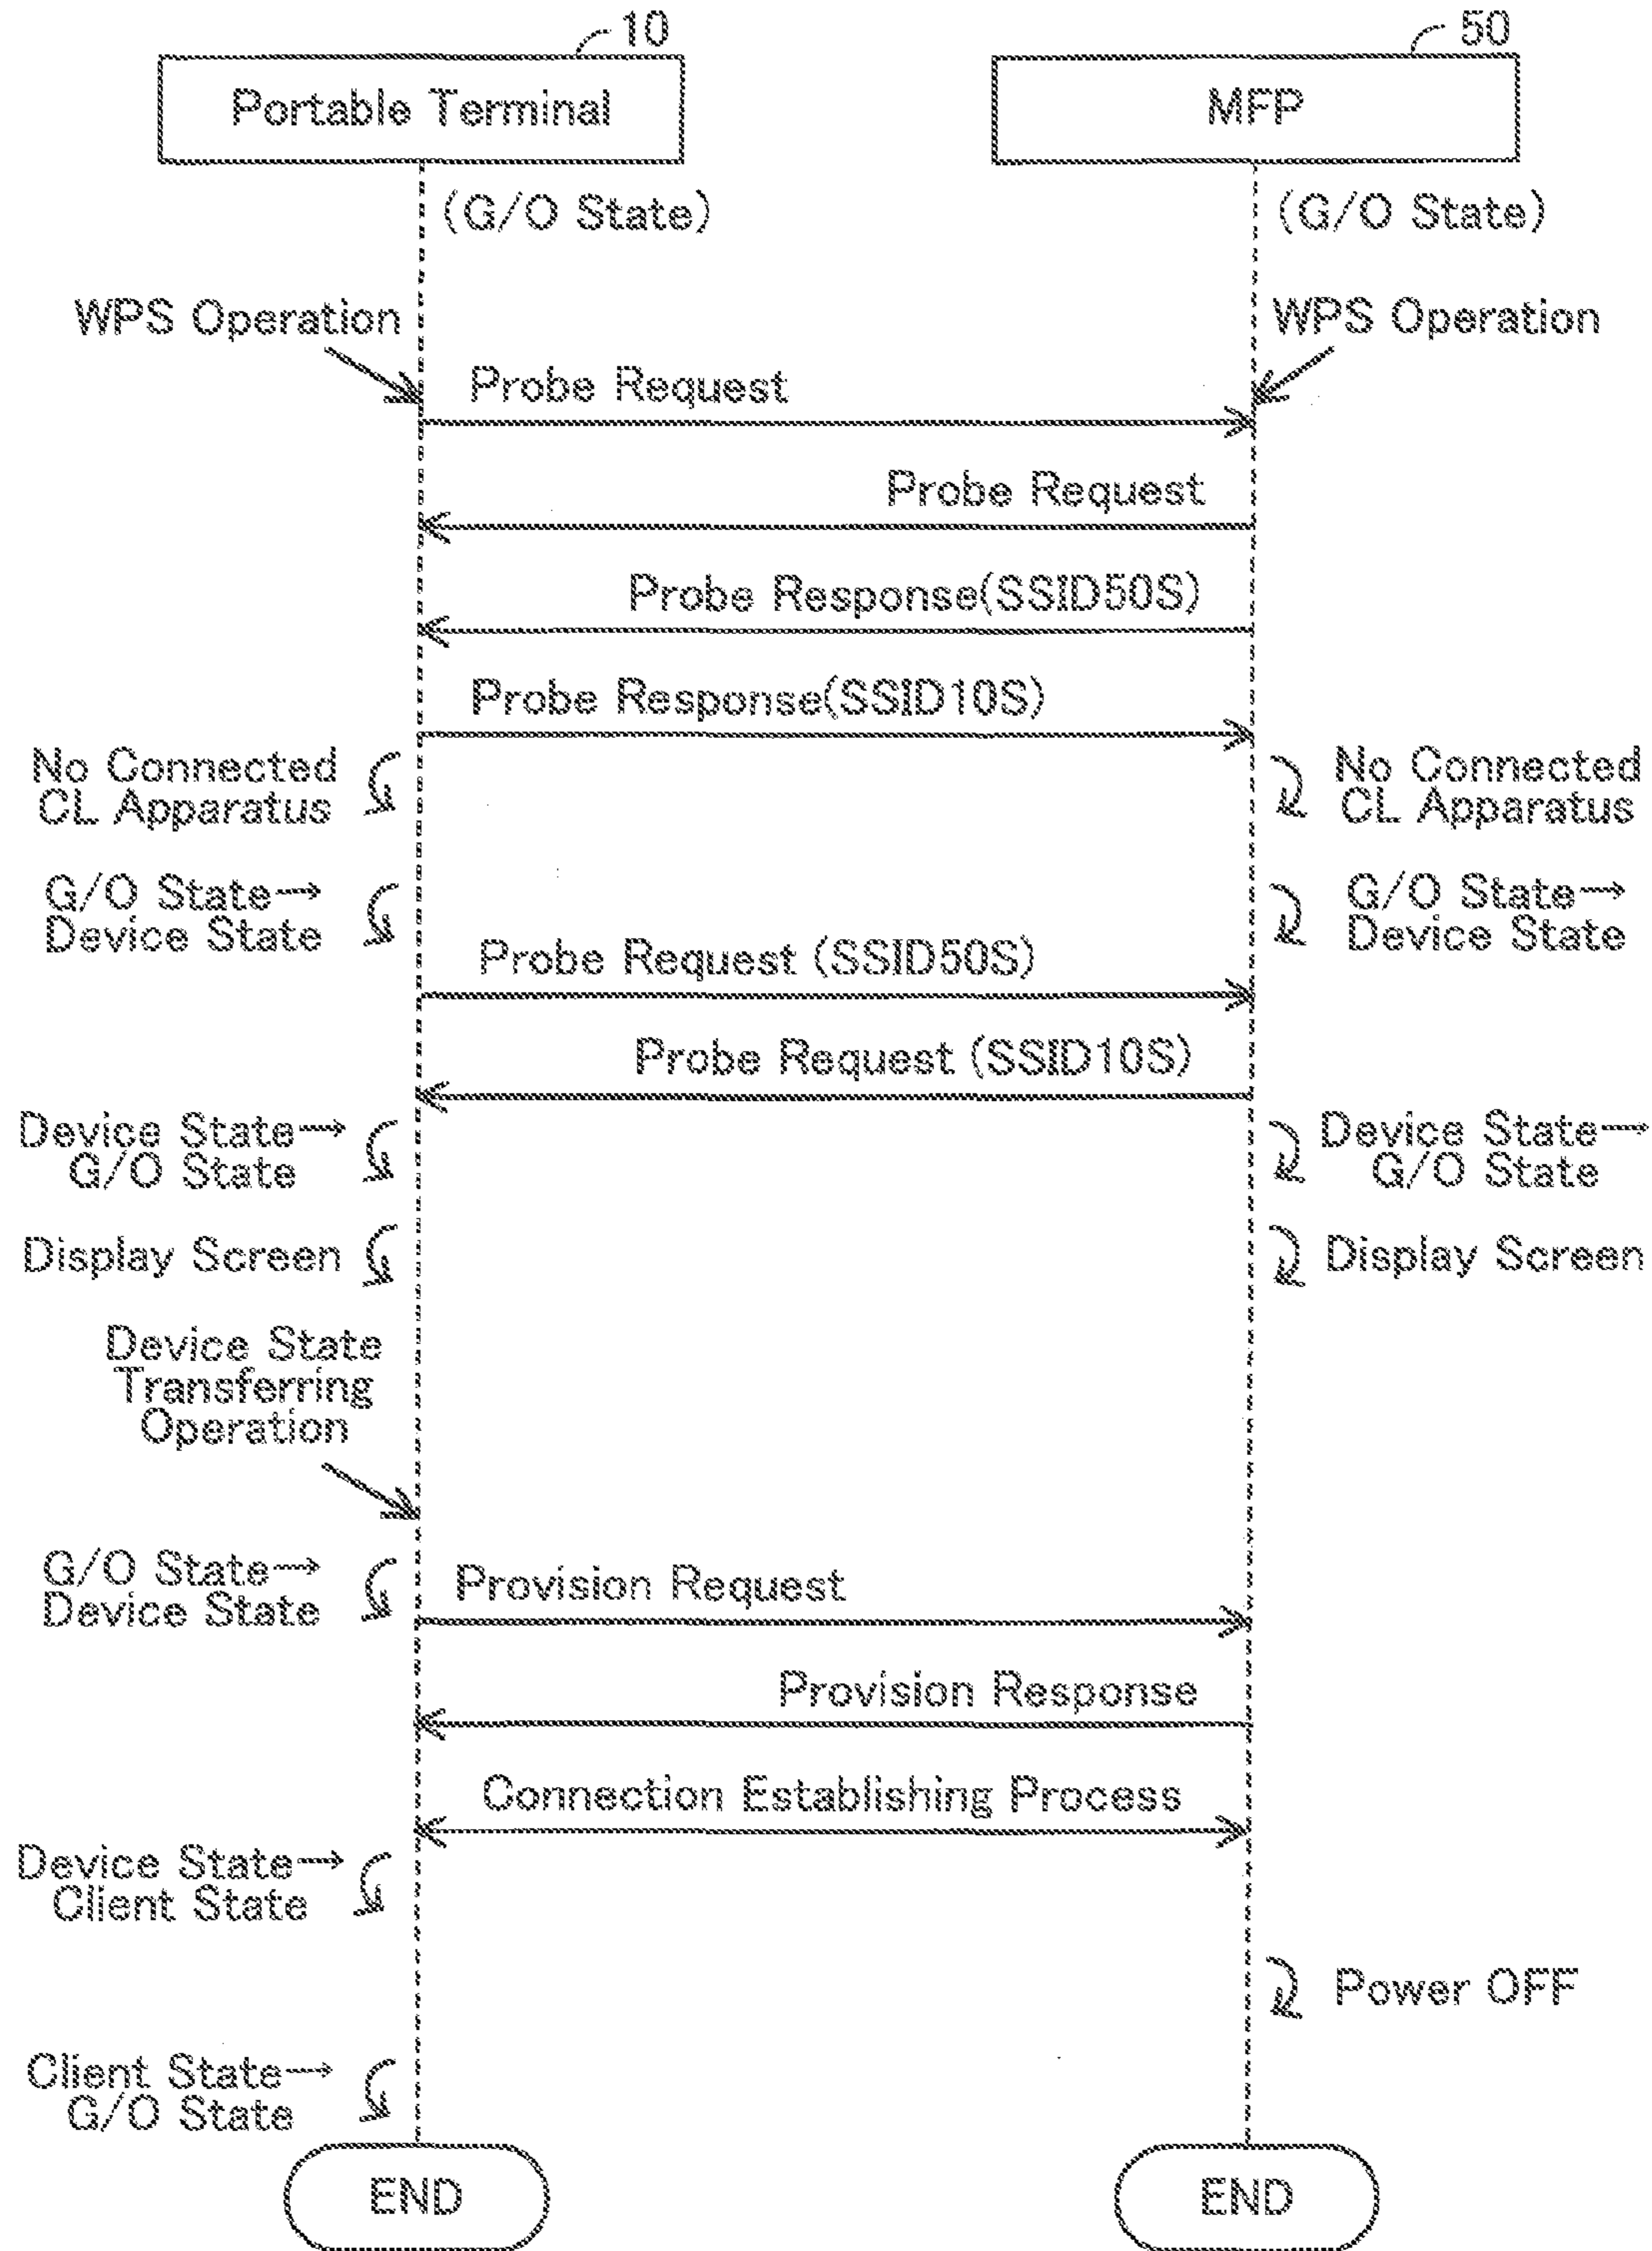 10
50
Portable Terminal
MFP
(G/O State)
(G/O State)
WPS Operation
WPS Operation
Probe Request
Probe Request
Probe Response(SSID50S)
Probe Response(SSID10S)
No Connected
CL Apparatus
No Connected
CL Apparatus
G/O State→
Device State
G/O State→
Device State
Probe Request (SSID50S)
Probe Request (SSID10S)
Device State→
G/O State
Device State→
G/O State
Display Screen
Display Screen
Device State
Transferring
Operation
G/O State→
Device State
Provision Request
Provision Response
Connection Establishing Process
Device State→
Client State
Power OFF
Client State→
G/O State
END
END